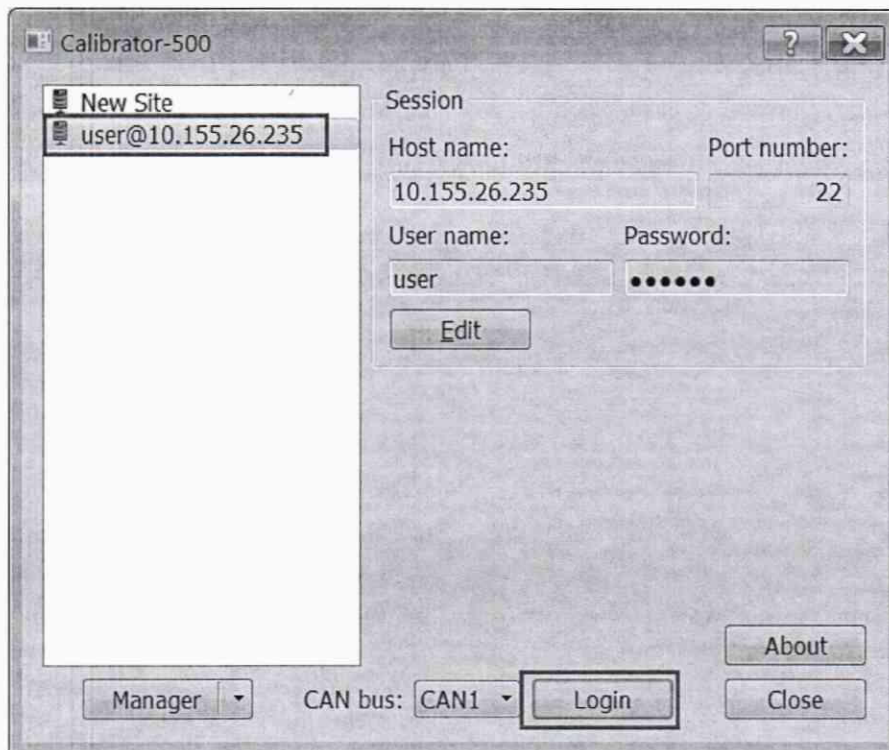 Calibrator-500
New Site
user@10.155.26.235
Session
Host name:
Port number:
10.155.26.235
22
User name:
Password:
user
••••••
Edit
About
Manager
CAN bus:
CAN1
Login
Close